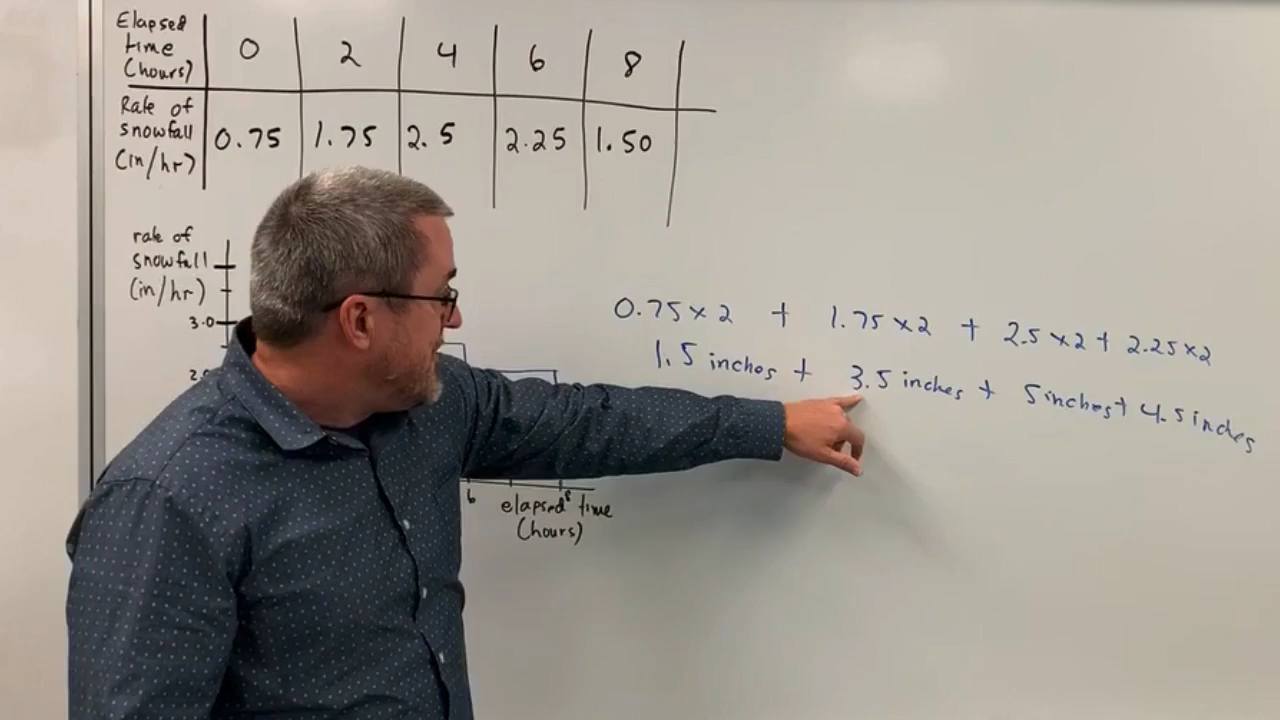 Elapsed
time
(hours)
0 2 4 6 8
Rate of
snowfall
(in/hr)
0.75 1.75 2.5 2.25 1.50
rate of
snowfall
(in/hr)
3.0
0.75×2 + 1.75×2 + 2.5×2 + 2.25×2
1.5 inches + 3.5 inches + 5 inches + 4.5 inches
6 8
elapsed time
(hours)